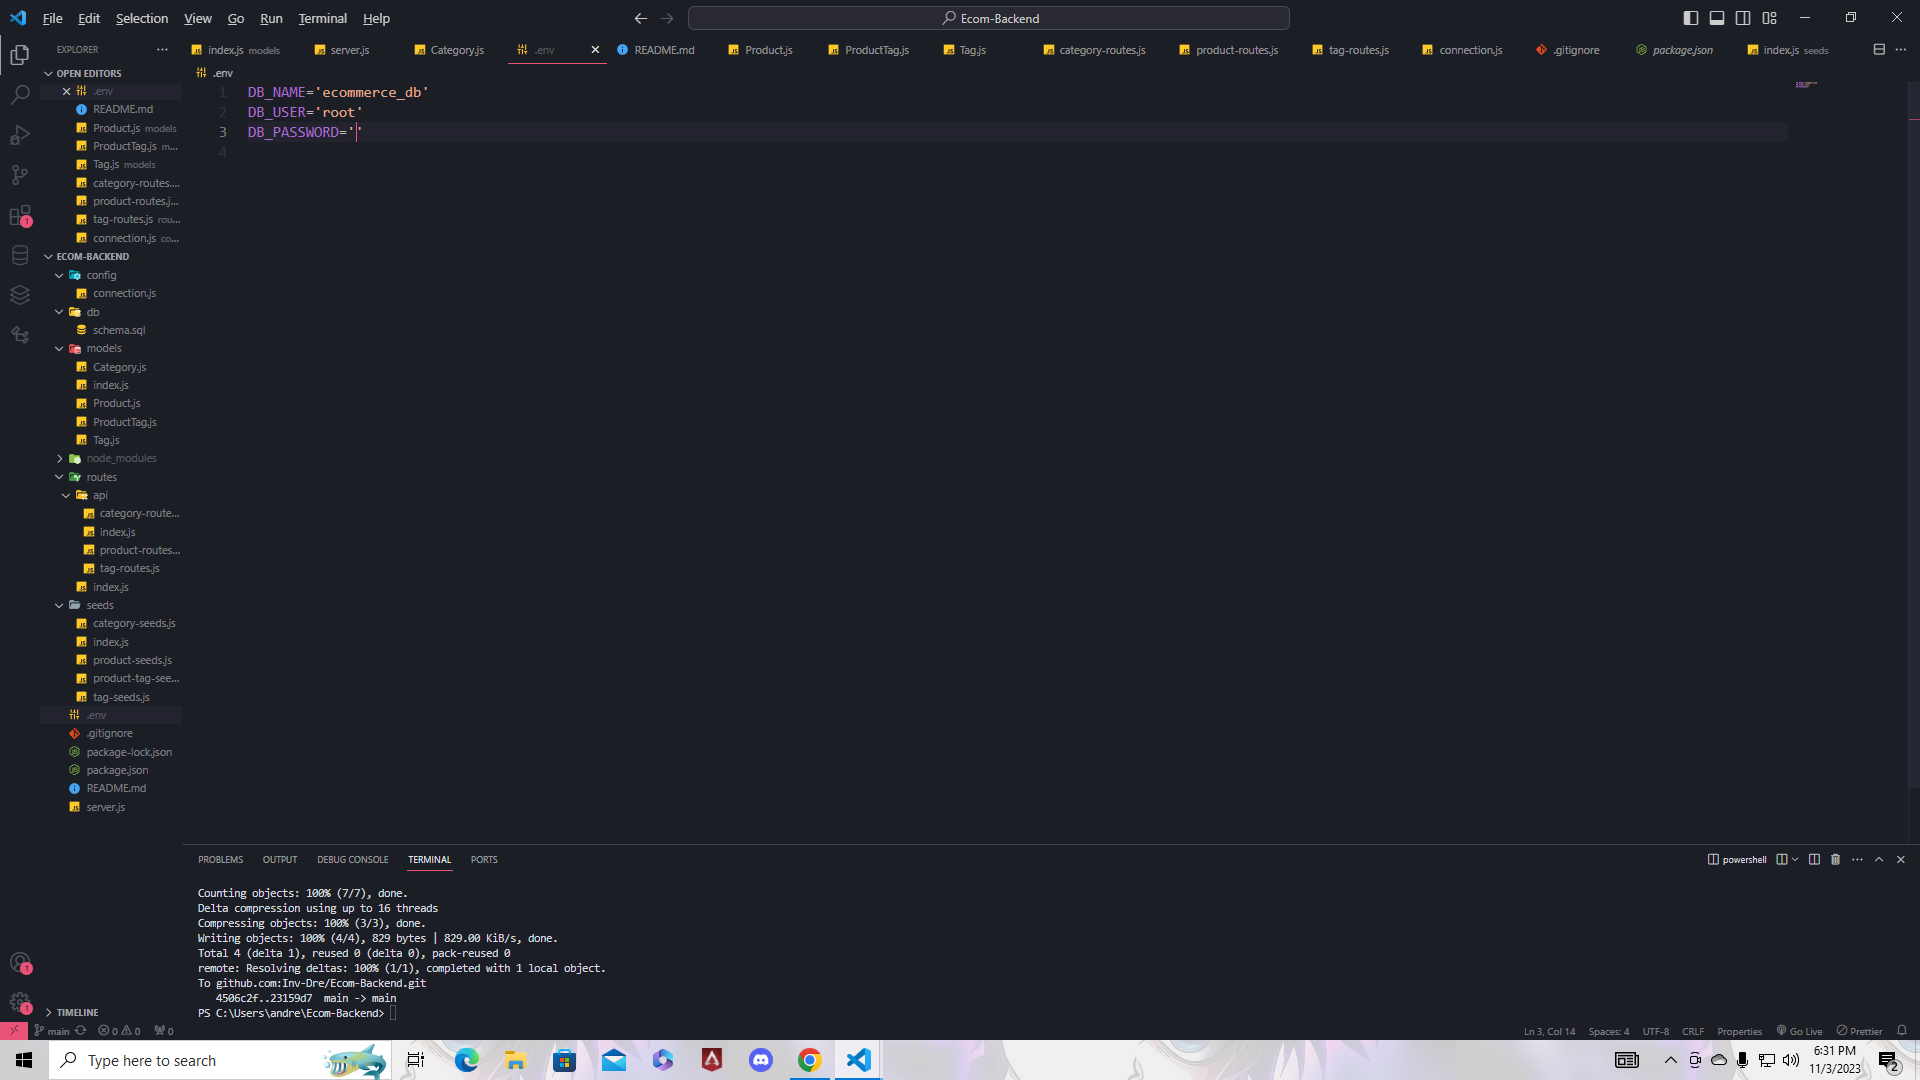 File Edit Selection View Go Run Terminal Help
Ecom-Backend
EXPLORER
index.js models
server.js
Category.js
.env
README.md
Product.js
ProductTag.js
Tag.js
category-routes.js
product-routes.js
tag-routes.js
connection.js
.gitignore
package.json
index.js seeds
OPEN EDITORS
.env
README.md
Product.js models
ProductTag.js m...
Tag.js models
category-routes....
product-routes.j...
tag-routes.js rou...
connection.js co...
ECOM-BACKEND
config
connection.js
db
schema.sql
models
Category.js
index.js
Product.js
ProductTag.js
Tag.js
node_modules
routes
api
category-route...
index.js
product-routes...
tag-routes.js
index.js
seeds
category-seeds.js
index.js
product-seeds.js
product-tag-see...
tag-seeds.js
.env
.gitignore
package-lock.json
package.json
README.md
server.js
TIMELINE
.env
1 DB_NAME='ecommerce_db'
2 DB_USER='root'
3 DB_PASSWORD=''
4
PROBLEMS OUTPUT DEBUG CONSOLE TERMINAL PORTS
powershell
Counting objects: 100% (7/7), done.
Delta compression using up to 16 threads
Compressing objects: 100% (3/3), done.
Writing objects: 100% (4/4), 829 bytes | 829.00 KiB/s, done.
Total 4 (delta 1), reused 0 (delta 0), pack-reused 0
remote: Resolving deltas: 100% (1/1), completed with 1 local object.
To github.com:Inv-Dre/Ecom-Backend.git
4506c2f..23159d7 main -> main
PS C:\Users\andre\Ecom-Backend>
1
1
1
main 0 0 0
Ln 3, Col 14 Spaces: 4 UTF-8 CRLF Properties Go Live Prettier
Type here to search
6:31 PM
11/3/2023
2